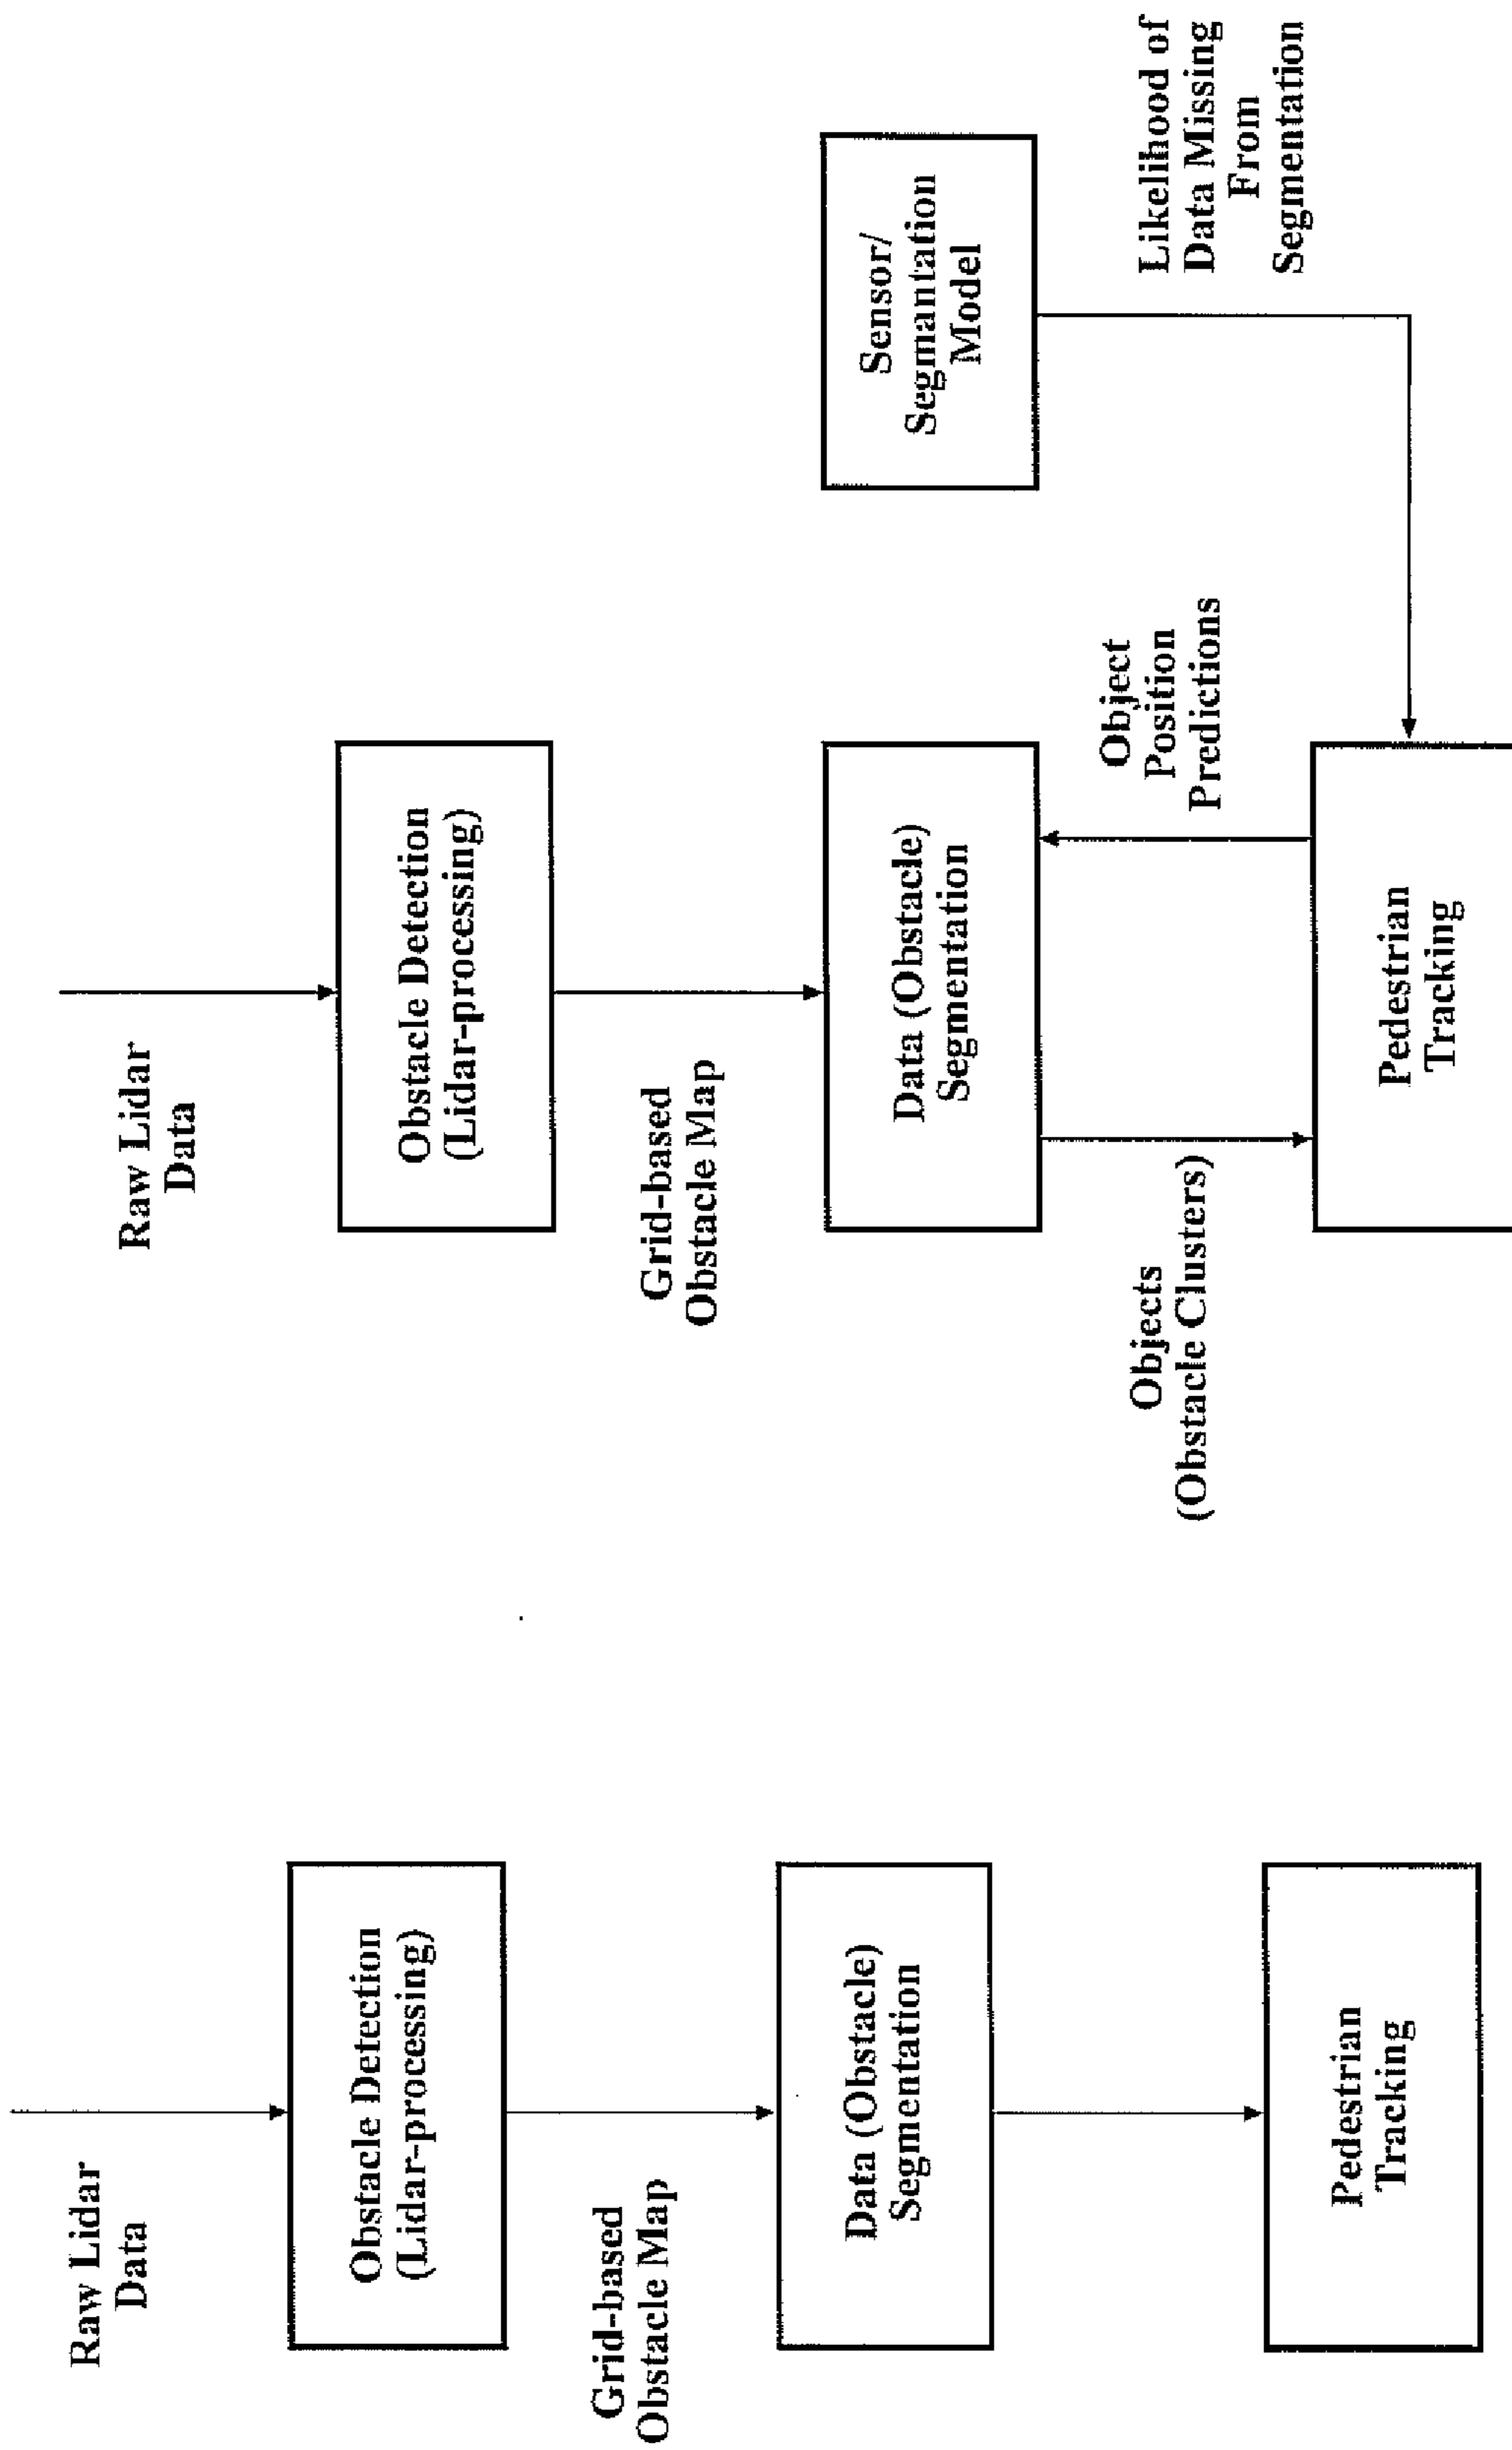 Raw Lidar
Data
Obstacle Detection
(Lidar-processing)
Grid-based
Obstacle Map
Data (Obstacle)
Segmentation
Pedestrian
Tracking
Raw Lidar
Data
Obstacle Detection
(Lidar-processing)
Grid-based
Obstacle Map
Data (Obstacle)
Segmentation
Sensor/
Segmantation
Model
Objects
(Obstacle Clusters)
Object
Position
Predictions
Likelihood of
Data Missing
From
Segmentation
Pedestrian
Tracking